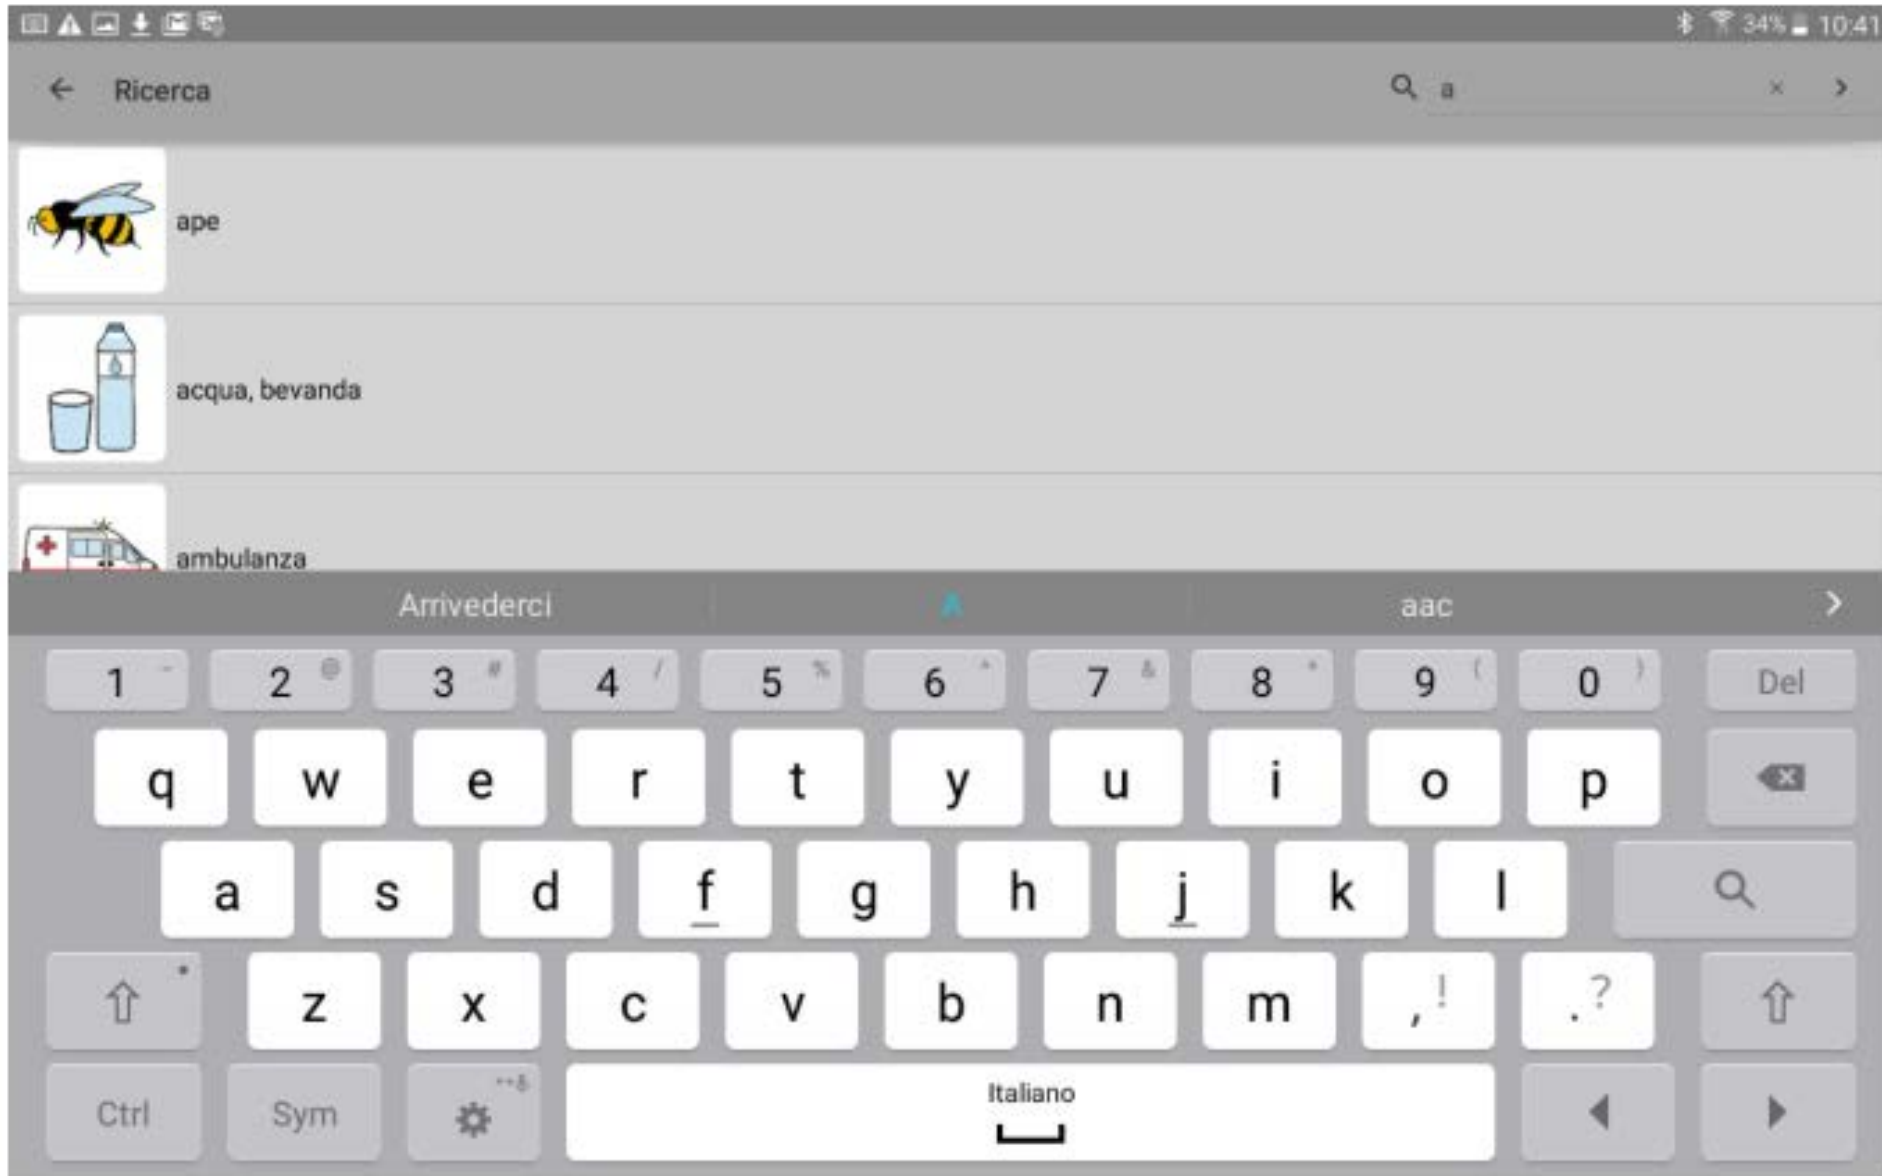 34% 10:41
Ricerca a
ape
acqua, bevanda
ambulanza
Arrivederci A aac
1 - 2 @ 3 # 4 / 5 % 6 ^ 7 & 8 * 9 ( 0 ) Del
q w e r t y u i o p
a s d f g h j k l
z x c v b n m , ! . ?
Ctrl Sym Italiano